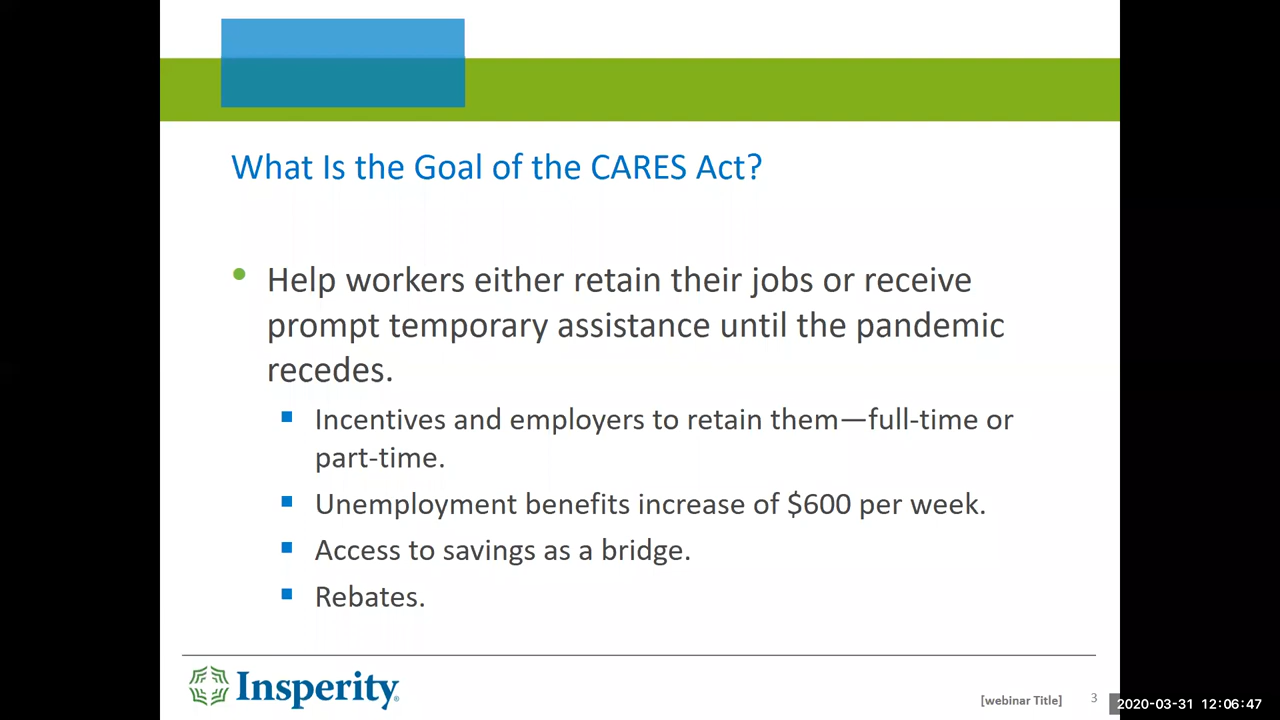 What Is the Goal of the CARES Act?
• Help workers either retain their jobs or receive
prompt temporary assistance until the pandemic
recedes.
▪ Incentives and employers to retain them—full-time or
part-time.
▪ Unemployment benefits increase of $600 per week.
▪ Access to savings as a bridge.
▪ Rebates.
Insperity®
[webinar Title]
3
2020-03-31 12:06:47